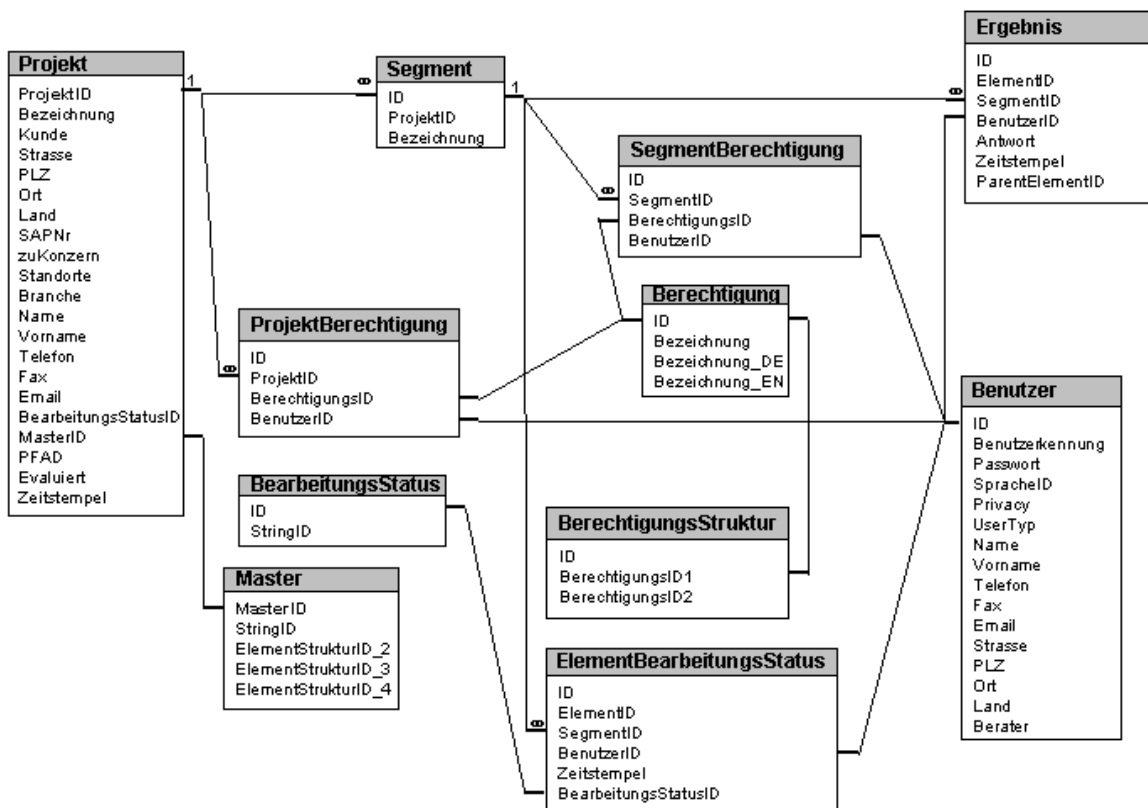 Projekt
ProjektID
Bezeichnung
Kunde
Strasse
PLZ
Ort
Land
SAPNr
zuKonzern
Standorte
Branche
Name
Vorname
Telefon
Fax
Email
BearbeitungsStatusID
MasterID
PFAD
Evaluiert
Zeitstempel
1
∞
Segment
ID
ProjektID
Bezeichnung
1
∞
Ergebnis
ID
ElementID
SegmentID
BenutzerID
Antwort
Zeitstempel
ParentElementID
∞
SegmentBerechtigung
ID
SegmentID
BerechtigungsID
BenutzerID
∞
ProjektBerechtigung
ID
ProjektID
BerechtigungsID
BenutzerID
Berechtigung
ID
Bezeichnung
Bezeichnung_DE
Bezeichnung_EN
Benutzer
ID
Benutzerkennung
Passwort
SpracheID
Privacy
UserTyp
Name
Vorname
Telefon
Fax
Email
Strasse
PLZ
Ort
Land
Berater
BearbeitungsStatus
ID
StringID
BerechtigungsStruktur
ID
BerechtigungsID1
BerechtigungsID2
Master
MasterID
StringID
ElementStrukturID_2
ElementStrukturID_3
ElementStrukturID_4
∞
ElementBearbeitungsStatus
ID
ElementID
SegmentID
BenutzerID
Zeitstempel
BearbeitungsStatusID